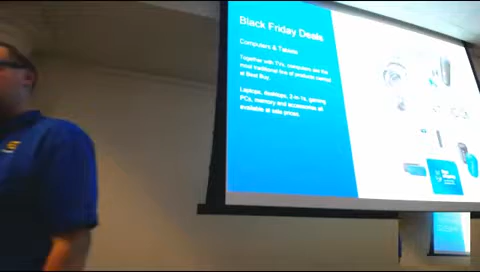 Black Friday Deals
Computers & Tablets
Together with TVs, computers are the
most traditional line of products owned
at Best Buy.
Laptops, desktops, 2-in-1s, gaming
PCs, memory and accessories all
available at sale prices.